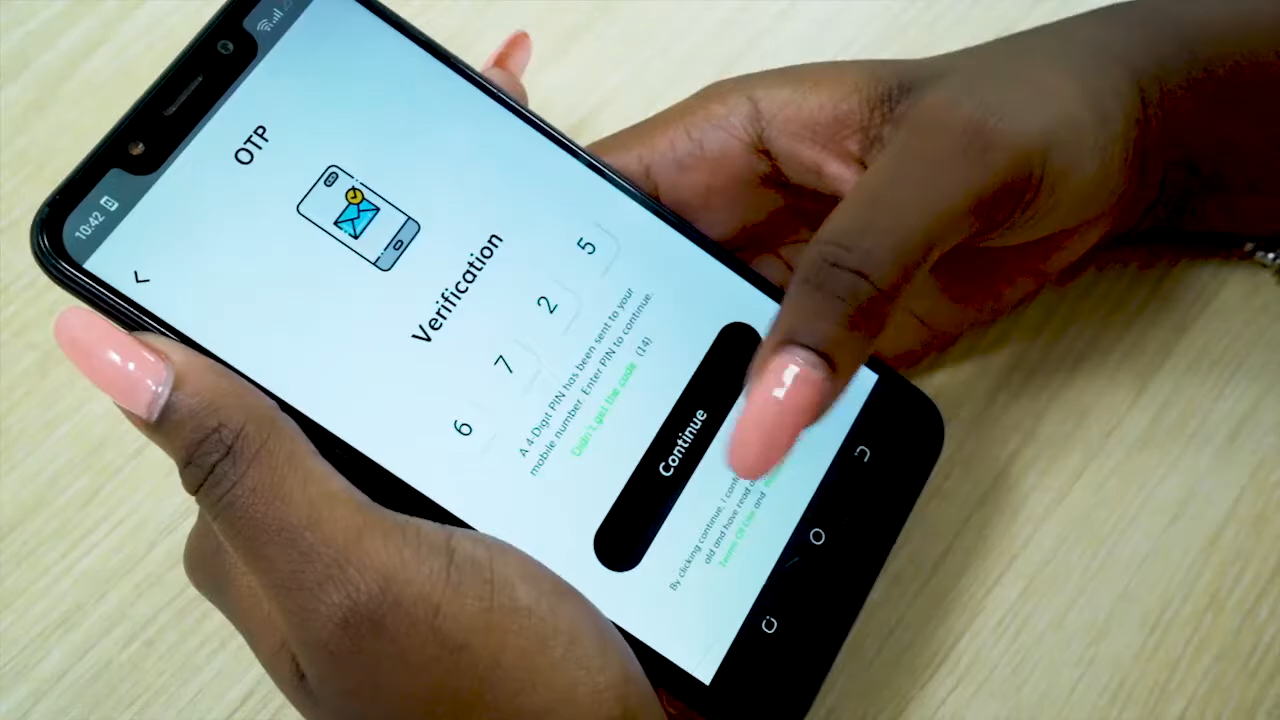 10:42
OTP
Verification
6 7 2 5
A 4-Digit PIN has been sent to your
mobile number. Enter PIN to continue.
Didn't get the code (14)
Continue
By clicking continue, I
old and have read
Terms Of Use and